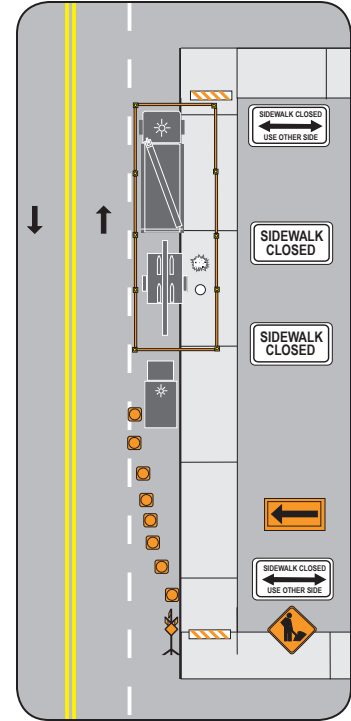 SIDEWALK CLOSED
USE OTHER SIDE
SIDEWALK
CLOSED
SIDEWALK
CLOSED
SIDEWALK CLOSED
USE OTHER SIDE